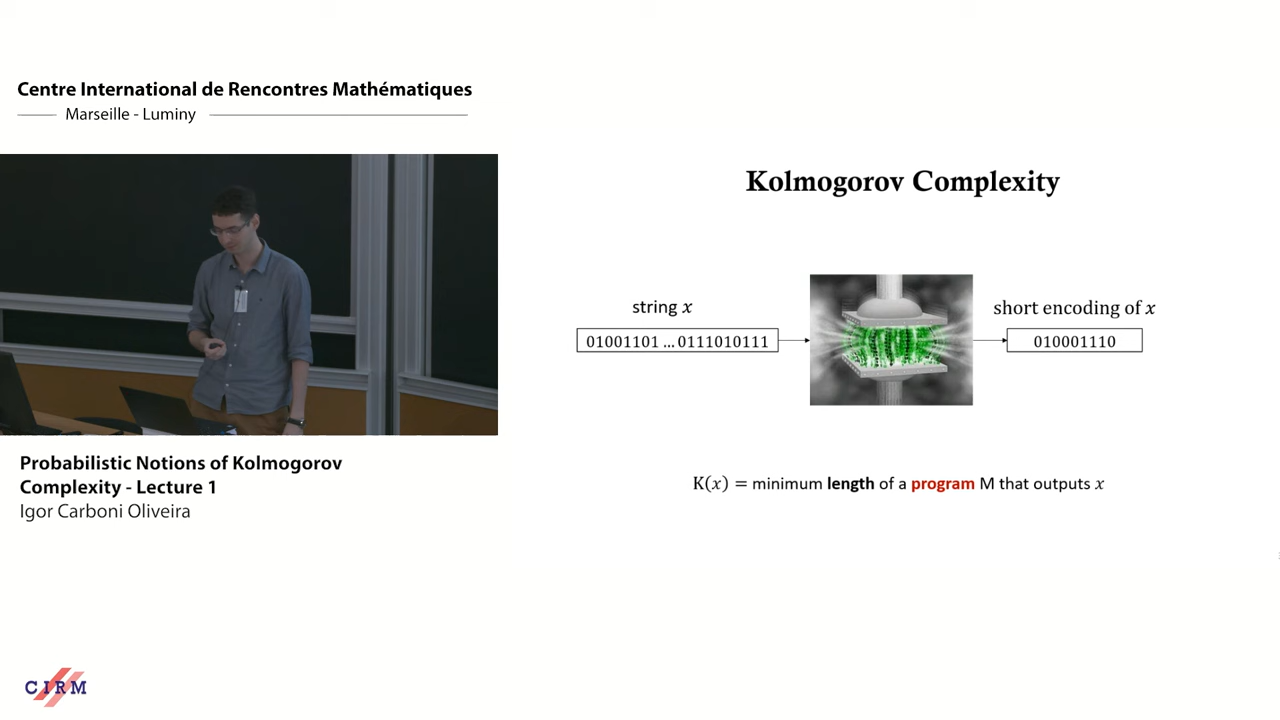 Centre International de Rencontres Mathématiques
Marseille - Luminy
Kolmogorov Complexity
string x
short encoding of x
01001101 ... 0111010111
010001110
K(x) = minimum length of a program M that outputs x
Probabilistic Notions of Kolmogorov
Complexity - Lecture 1
Igor Carboni Oliveira
CIRM